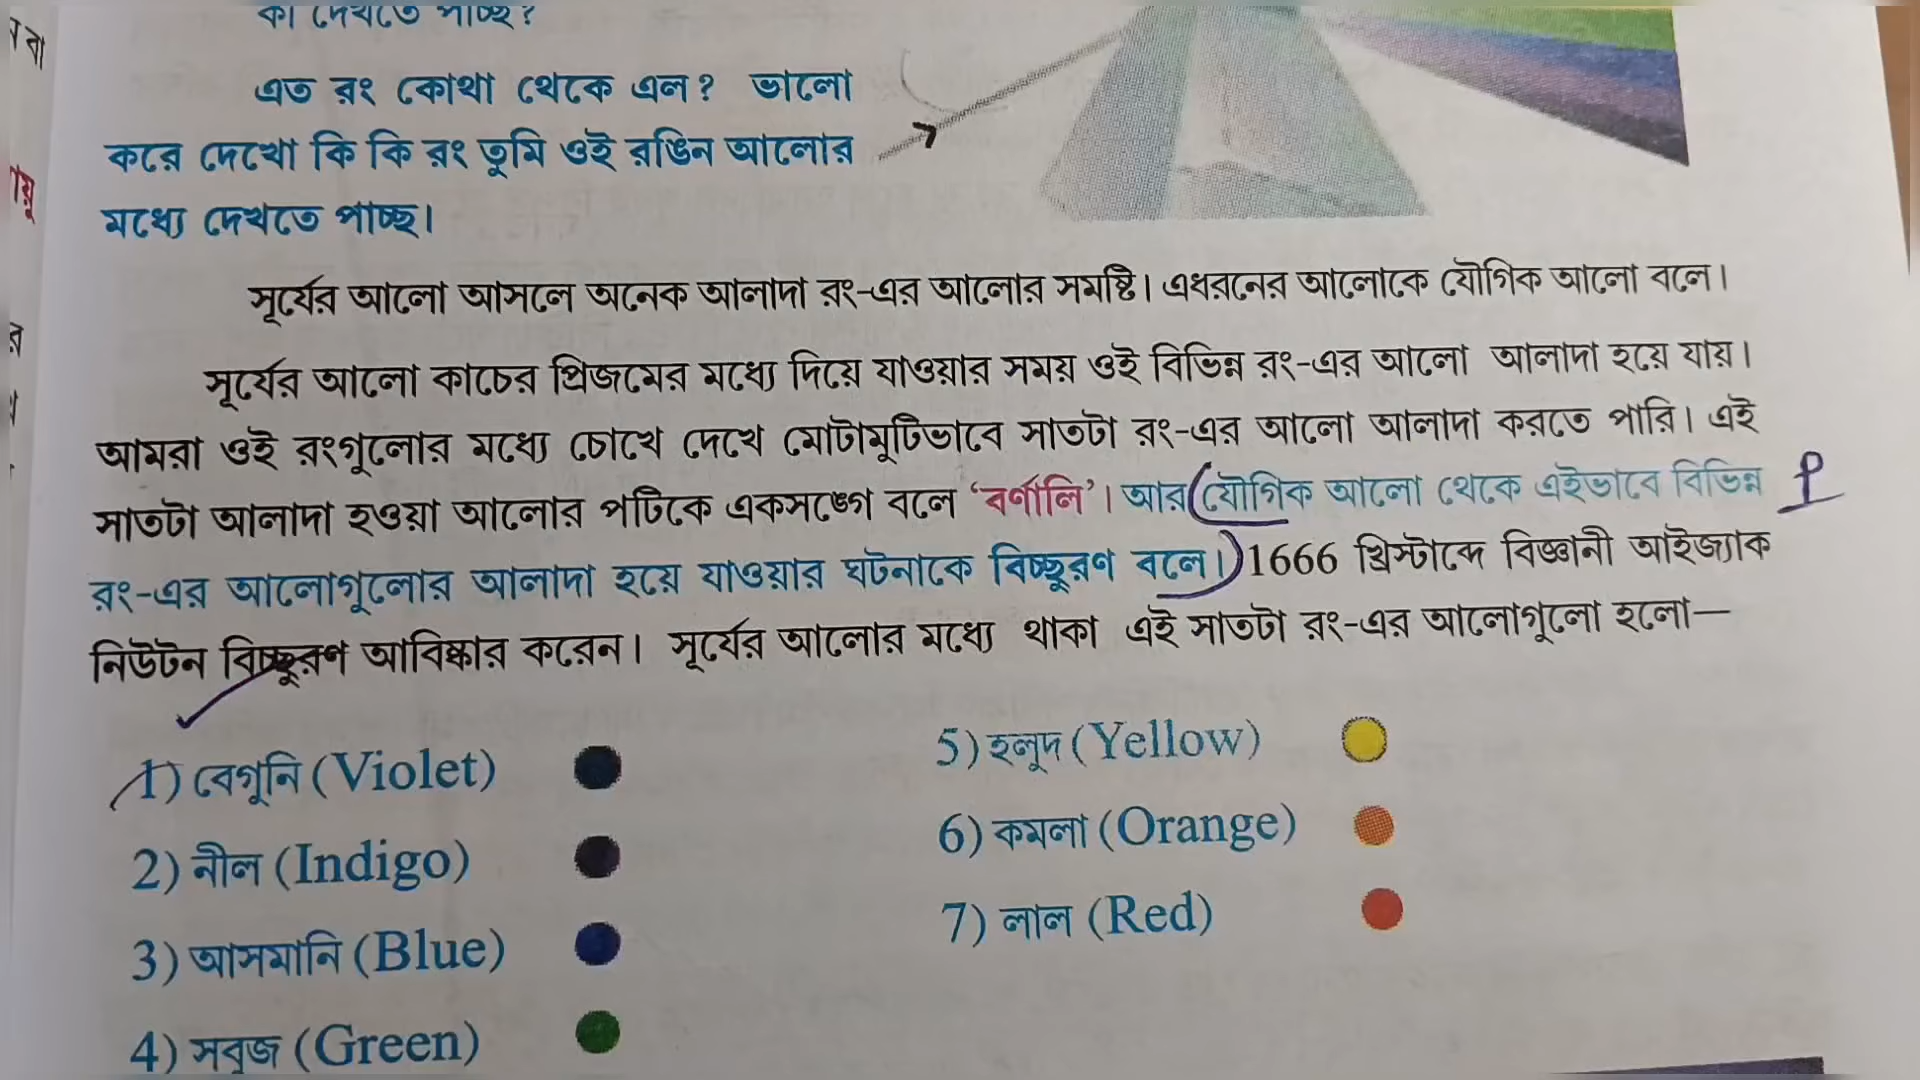 কী দেখতে পাচ্ছ?
এত রং কোথা থেকে এল? ভালো
করে দেখো কি কি রং তুমি ওই রঙিন আলোর
মধ্যে দেখতে পাচ্ছ।
সূর্যের আলো আসলে অনেক আলাদা রং-এর আলোর সমষ্টি। এধরনের আলোকে যৌগিক আলো বলে।
সূর্যের আলো কাচের প্রিজমের মধ্যে দিয়ে যাওয়ার সময় ওই বিভিন্ন রং-এর আলো আলাদা হয়ে যায়।
আমরা ওই রংগুলোর মধ্যে চোখে দেখে মোটামুটিভাবে সাতটা রং-এর আলো আলাদা করতে পারি। এই
সাতটা আলাদা হওয়া আলোর পটিকে একসঙ্গে বলে ‘বর্ণালি’। আর যৌগিক আলো থেকে এইভাবে বিভিন্ন
রং-এর আলোগুলোর আলাদা হয়ে যাওয়ার ঘটনাকে বিচ্ছুরণ বলে। 1666 খ্রিস্টাব্দে বিজ্ঞানী আইজ্যাক
নিউটন বিচ্ছুরণ আবিষ্কার করেন। সূর্যের আলোর মধ্যে থাকা এই সাতটা রং-এর আলোগুলো হলো—
1) বেগুনি (Violet)
2) নীল (Indigo)
3) আসমানি (Blue)
4) সবুজ (Green)
5) হলুদ (Yellow)
6) কমলা (Orange)
7) লাল (Red)